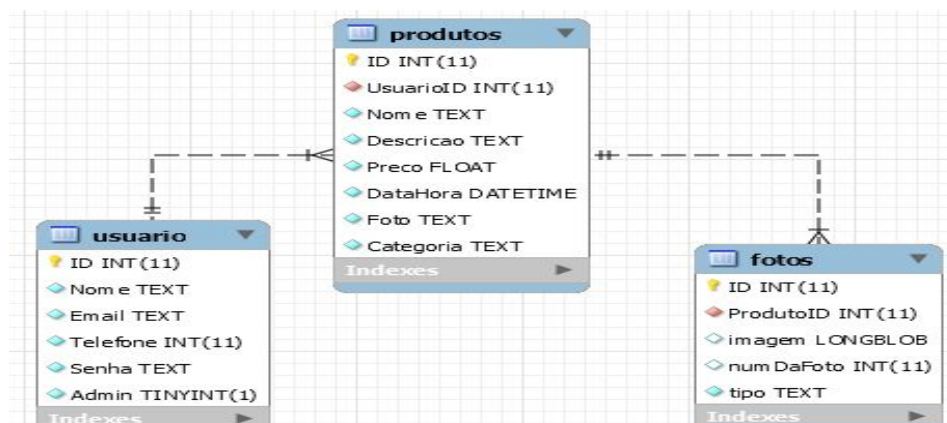 produtos
ID INT(11)
UsuarioID INT(11)
Nome TEXT
Descricao TEXT
Preco FLOAT
DataHora DATETIME
Foto TEXT
Categoria TEXT
Indexes
usuario
ID INT(11)
Nome TEXT
Email TEXT
Telefone INT(11)
Senha TEXT
Admin TINYINT(1)
Indexes
fotos
ID INT(11)
ProdutoID INT(11)
imagem LONGBLOB
numDaFoto INT(11)
tipo TEXT
Indexes